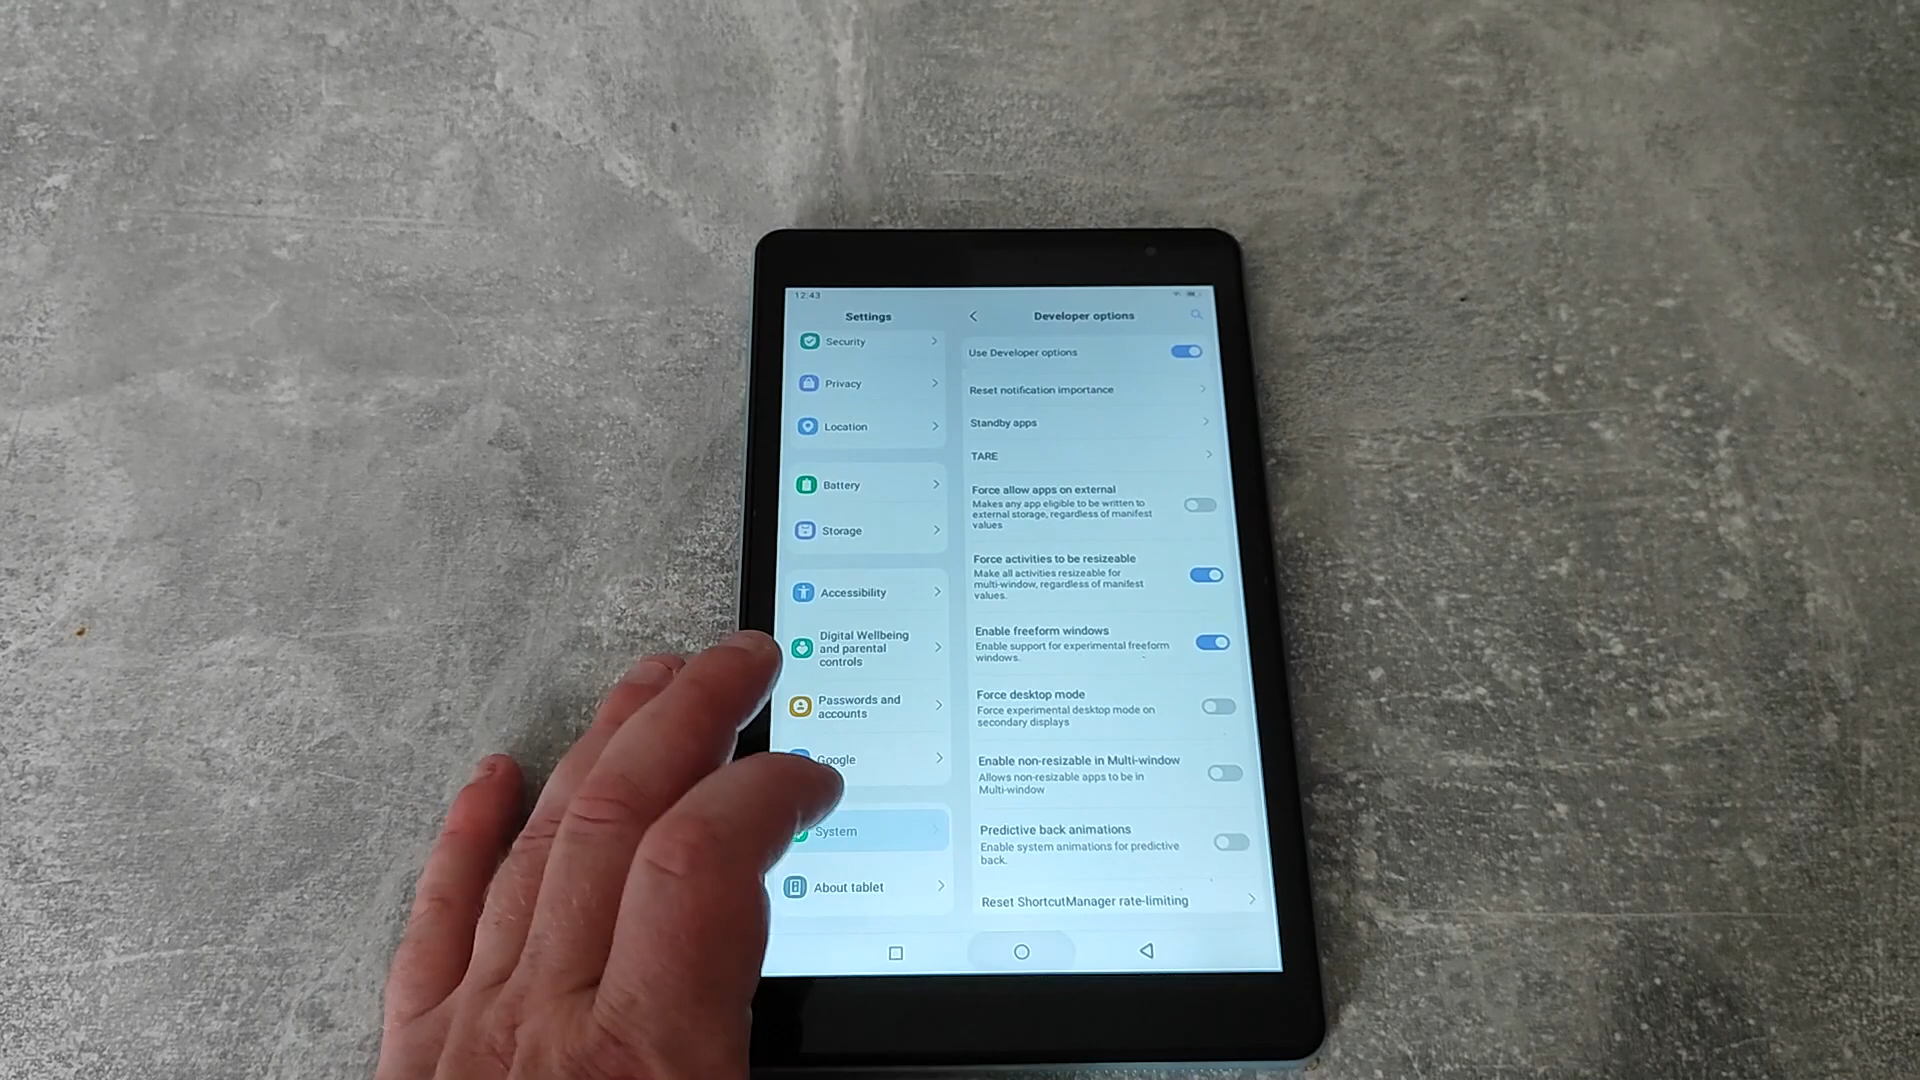 12:43
Settings
Security
Privacy
Location
Battery
Storage
Accessibility
Digital Wellbeing
and parental
controls
Passwords and
accounts
Google
System
About tablet
Developer options
Use Developer options
Reset notification importance
Standby apps
TARE
Force allow apps on external
Makes any app eligible to be written to
external storage, regardless of manifest
values
Force activities to be resizeable
Make all activities resizeable for
multi-window, regardless of manifest
values.
Enable freeform windows
Enable support for experimental freeform
windows.
Force desktop mode
Force experimental desktop mode on
secondary displays
Enable non-resizable in Multi-window
Allows non-resizable apps to be in
Multi-window
Predictive back animations
Enable system animations for predictive
back.
Reset ShortcutManager rate-limiting